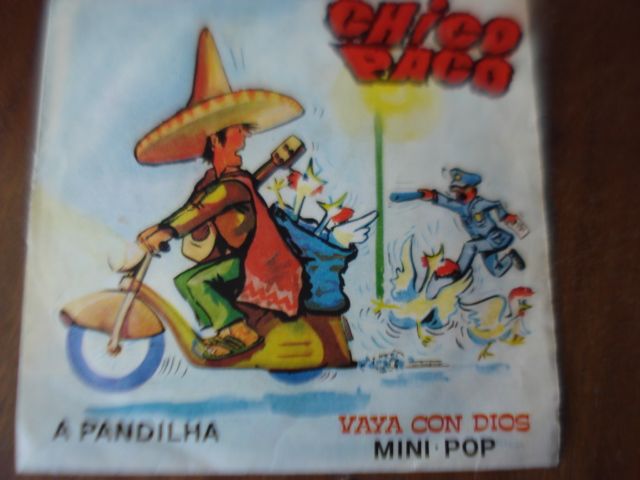 CHICO
PACO
A PANDILHA
VAYA CON DIOS
MINI·POP